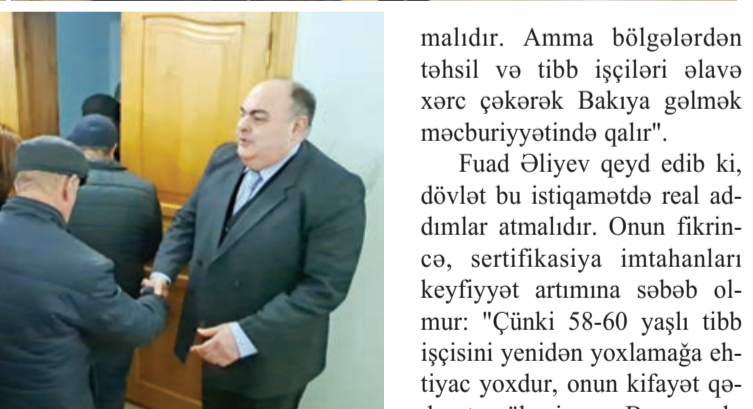 malıdır. Amma bölgələrdən
təhsil və tibb işçiləri əlavə
xərc çəkərək Bakıya gəlmək
məcburiyyətində qalır".
Fuad Əliyev qeyd edib ki,
dövlət bu istiqamətdə real ad-
dımlar atmalıdır. Onun fikrin-
cə, sertifikasiya imtahanları
keyfiyyət artımına səbəb ol-
mur: "Çünki 58-60 yaşlı tibb
işçisini yenidən yoxlamağa eh-
tiyac yoxdur, onun kifayət qə-